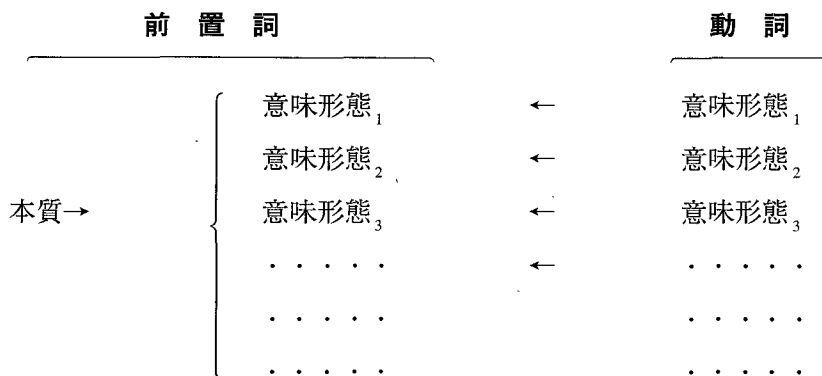 前置詞 動詞
意味形態₁ ← 意味形態₁
意味形態₂ ← 意味形態₂
本質→ 意味形態₃ ← 意味形態₃
・・・・・ ← ・・・・・
・・・・・ ・・・・・
・・・・・ ・・・・・